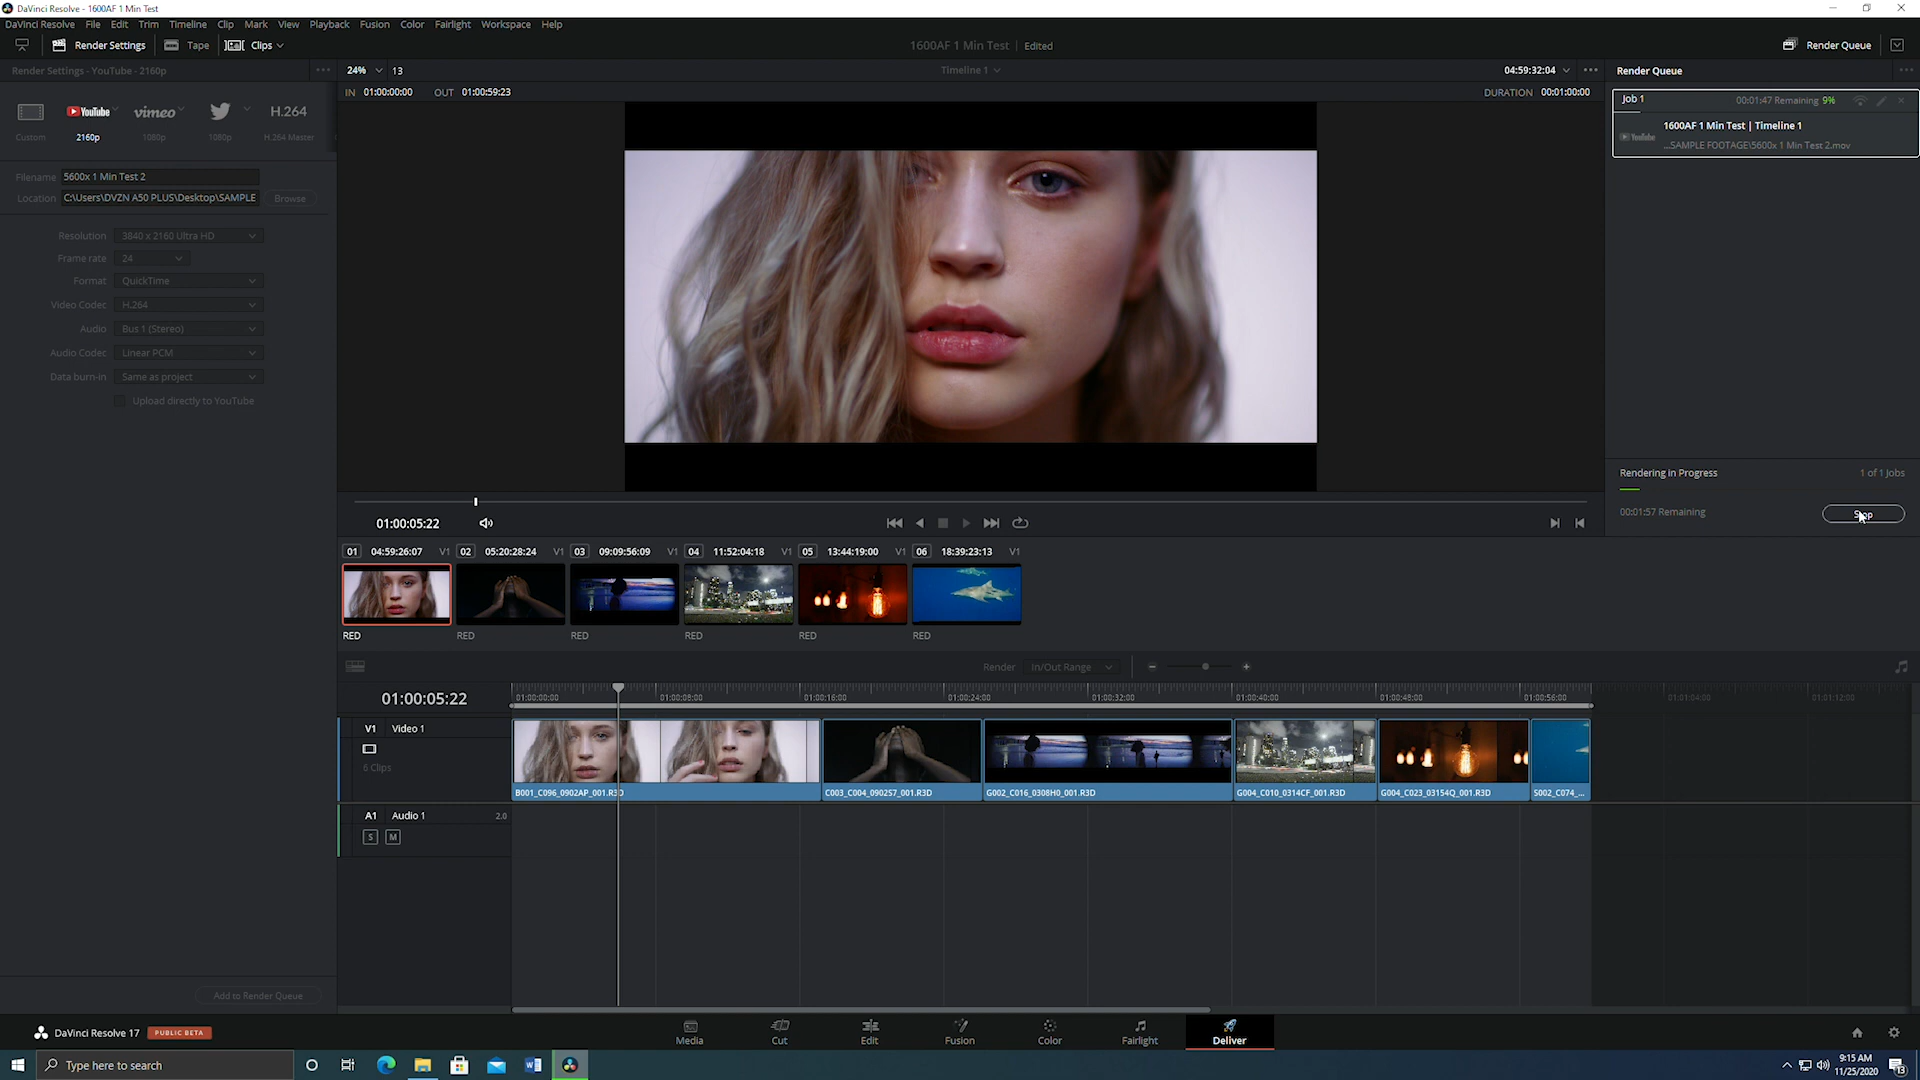 DaVinci Resolve - 1600AF 1 Min Test
DaVinci Resolve File Edit Trim Timeline Clip Mark View Playback Fusion Color Fairlight Workspace Help
Render Settings Tape Clips
1600AF 1 Min Test Edited
Render Queue
Render Settings - YouTube - 2160p
24% 13
Timeline 1
04:59:32:04
Render Queue
IN 01:00:00:00 OUT 01:00:59:23
DURATION 00:01:00:00
YouTube vimeo H.264
Custom 2160p 1080p 1080p H.264 Master
Job 1 00:01:47 Remaining 9%
1600AF 1 Min Test | Timeline 1
YouTube
...SAMPLE FOOTAGE\5600x 1 Min Test 2.mov
Filename 5600x 1 Min Test 2
Location C:\Users\DVZN A50 PLUS\Desktop\SAMPLE Browse
Resolution 3840 x 2160 Ultra HD
Frame rate 24
Format QuickTime
Video Codec H.264
Audio Bus 1 (Stereo)
Audio Codec Linear PCM
Data burn-in Same as project
Upload directly to YouTube
Rendering in Progress 1 of 1 Jobs
00:01:57 Remaining Stop
01:00:05:22
01 04:59:26:07 V1 02 05:20:28:24 V1 03 09:09:56:09 V1 04 11:52:04:18 V1 05 13:44:19:00 V1 06 18:39:23:13 V1
RED RED RED RED RED RED
Render In/Out Range
01:00:05:22
01:00:00:00 01:00:08:00 01:00:16:00 01:00:24:00 01:00:32:00 01:00:40:00 01:00:48:00 01:00:56:00 01:01:04:00 01:01:12:00
V1 Video 1
6 Clips
B001_C096_0902AP_001.R3D C003_C004_090257_001.R3D G002_C016_0308H0_001.R3D G004_C010_0314CF_001.R3D G004_C023_03154Q_001.R3D S002_C074_...
A1 Audio 1 2.0
S M
Add to Render Queue
DaVinci Resolve 17 PUBLIC BETA
Media Cut Edit Fusion Color Fairlight Deliver
Type here to search
9:15 AM
11/25/2020
13